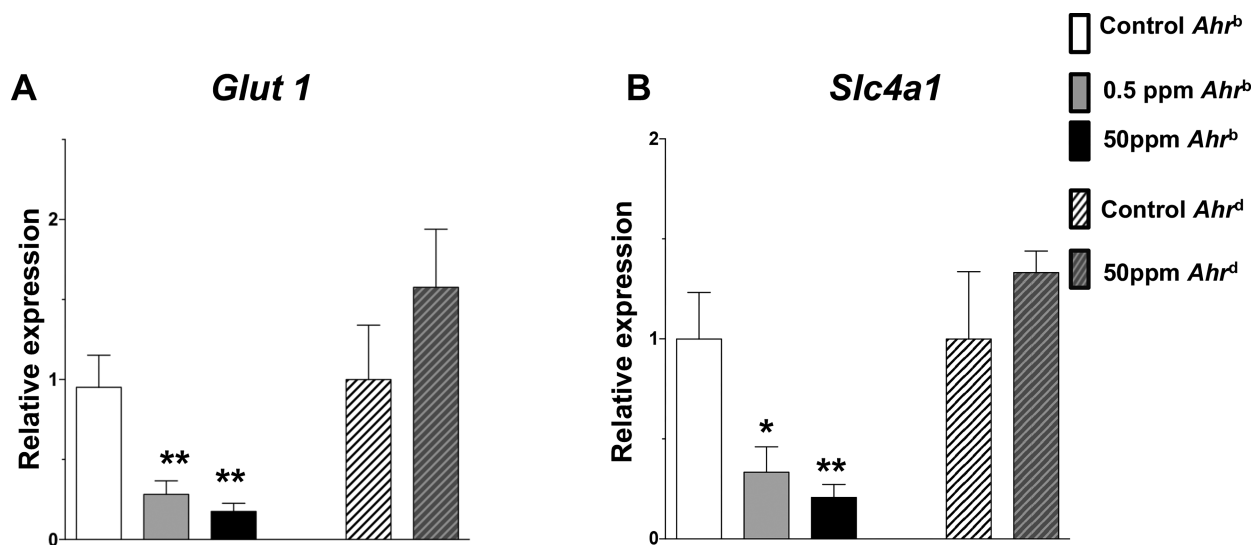 A
Glut 1
Relative expression
2
1
0
**
**
B
Slc4a1
Relative expression
2
1
0
*
**
Control Ahrᵇ
0.5 ppm Ahrᵇ
50ppm Ahrᵇ
Control Ahrᵈ
50ppm Ahrᵈ